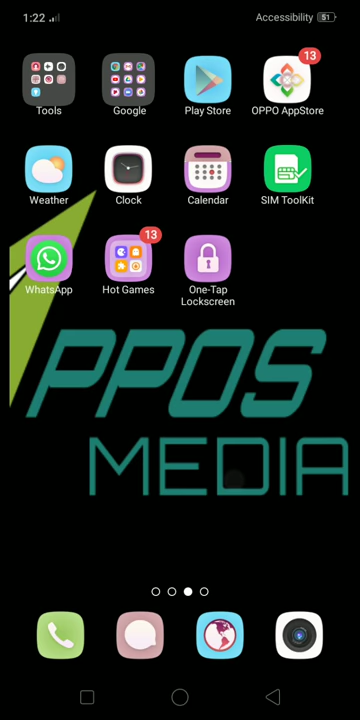 1:22
Accessibility 51
13
Tools Google Play Store OPPO AppStore
Weather Clock Calendar SIM ToolKit
13
WhatsApp Hot Games One-Tap
Lockscreen
PPOS
MEDIA